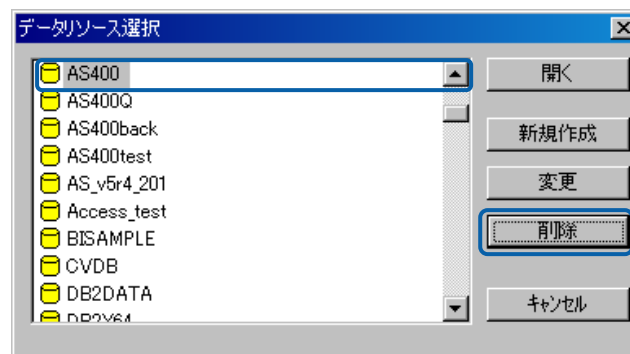 データリソース選択
AS400
AS400Q
AS400back
AS400test
AS_v5r4_201
Access_test
BISAMPLE
CVDB
DB2DATA
DB2Y64
開く
新規作成
変更
削除
キャンセル